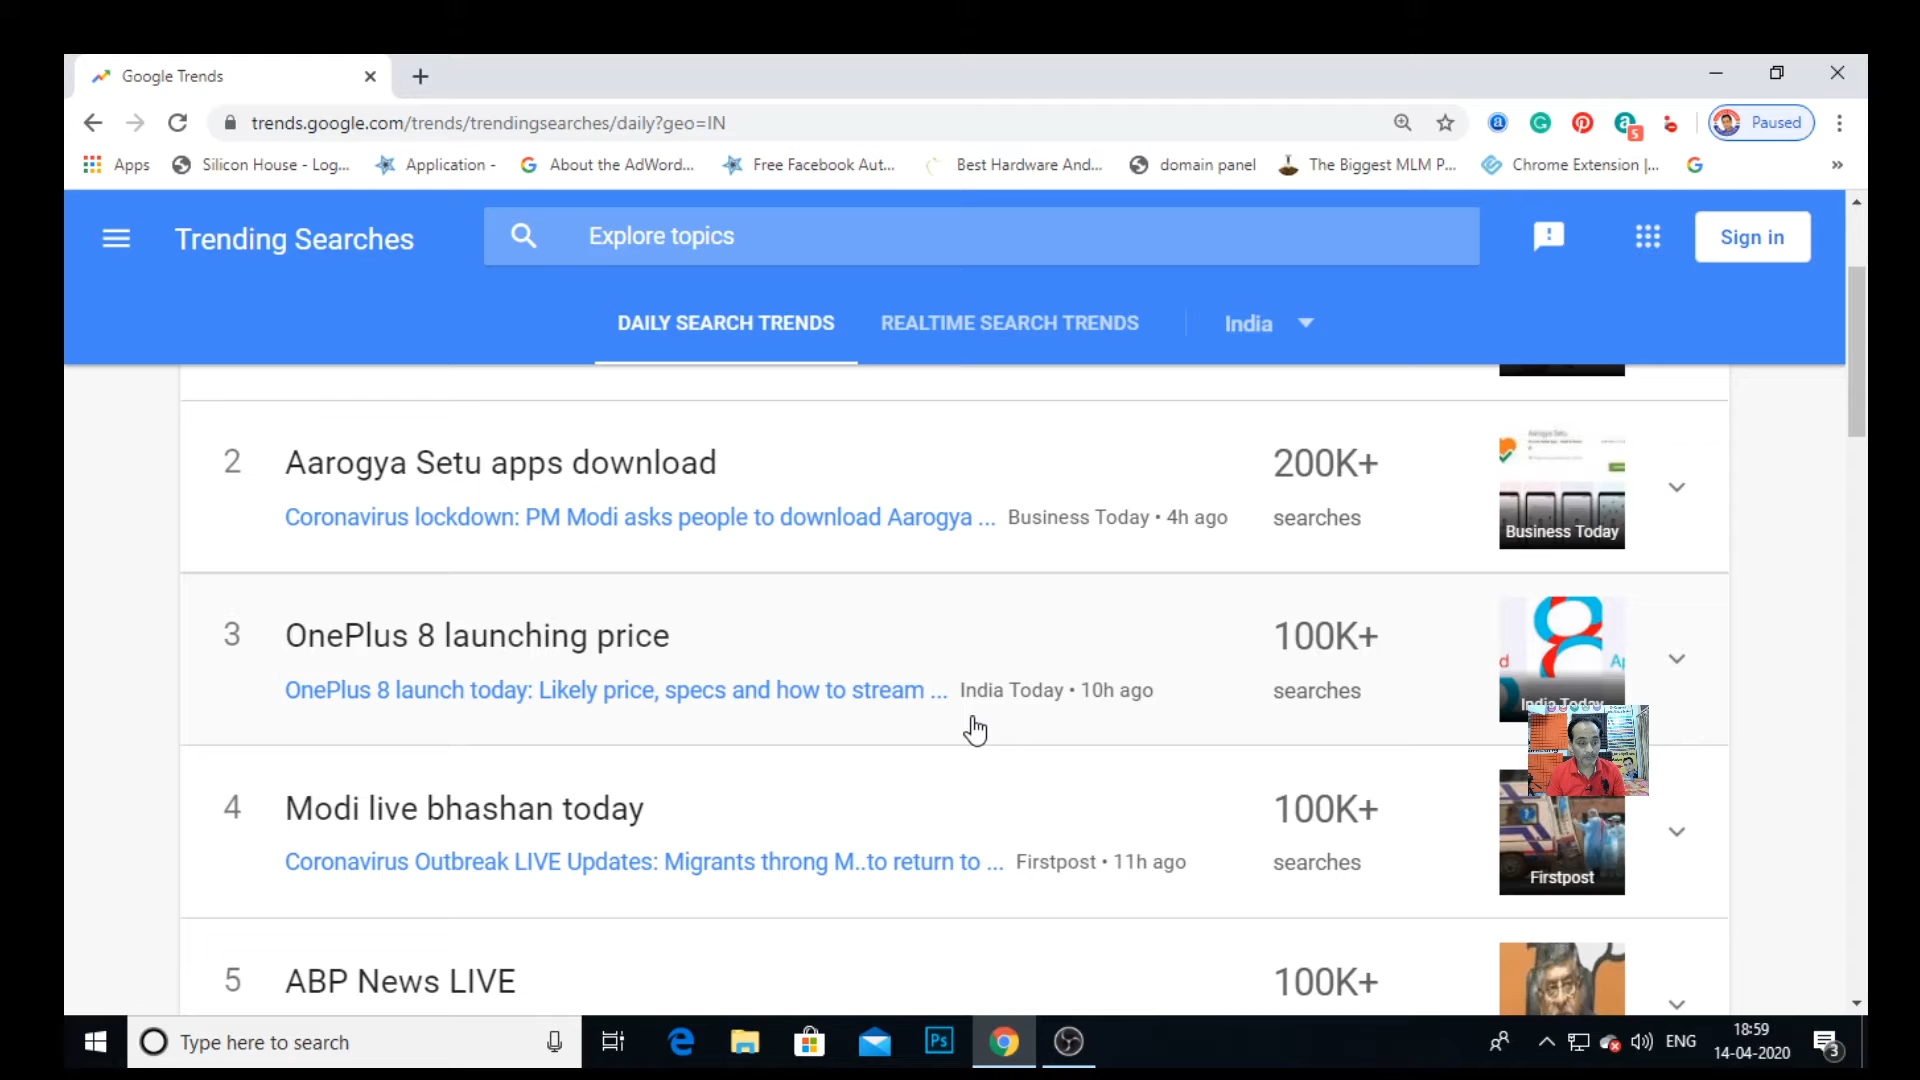 Google Trends
trends.google.com/trends/trendingsearches/daily?geo=IN
5
Paused
Apps
Silicon House - Log...
Application -
About the AdWord...
Free Facebook Aut...
Best Hardware And...
domain panel
The Biggest MLM P...
Chrome Extension |...
»
Trending Searches
Explore topics
Sign in
DAILY SEARCH TRENDS
REALTIME SEARCH TRENDS
India
2
Aarogya Setu apps download
200K+
Coronavirus lockdown: PM Modi asks people to download Aarogya ...
Business Today • 4h ago
searches
Business Today
3
OnePlus 8 launching price
100K+
OnePlus 8 launch today: Likely price, specs and how to stream ...
India Today • 10h ago
searches
India Today
4
Modi live bhashan today
100K+
Coronavirus Outbreak LIVE Updates: Migrants throng M..to return to ...
Firstpost • 11h ago
searches
Firstpost
5
ABP News LIVE
100K+
Type here to search
Ps
ENG
18:59
14-04-2020
3